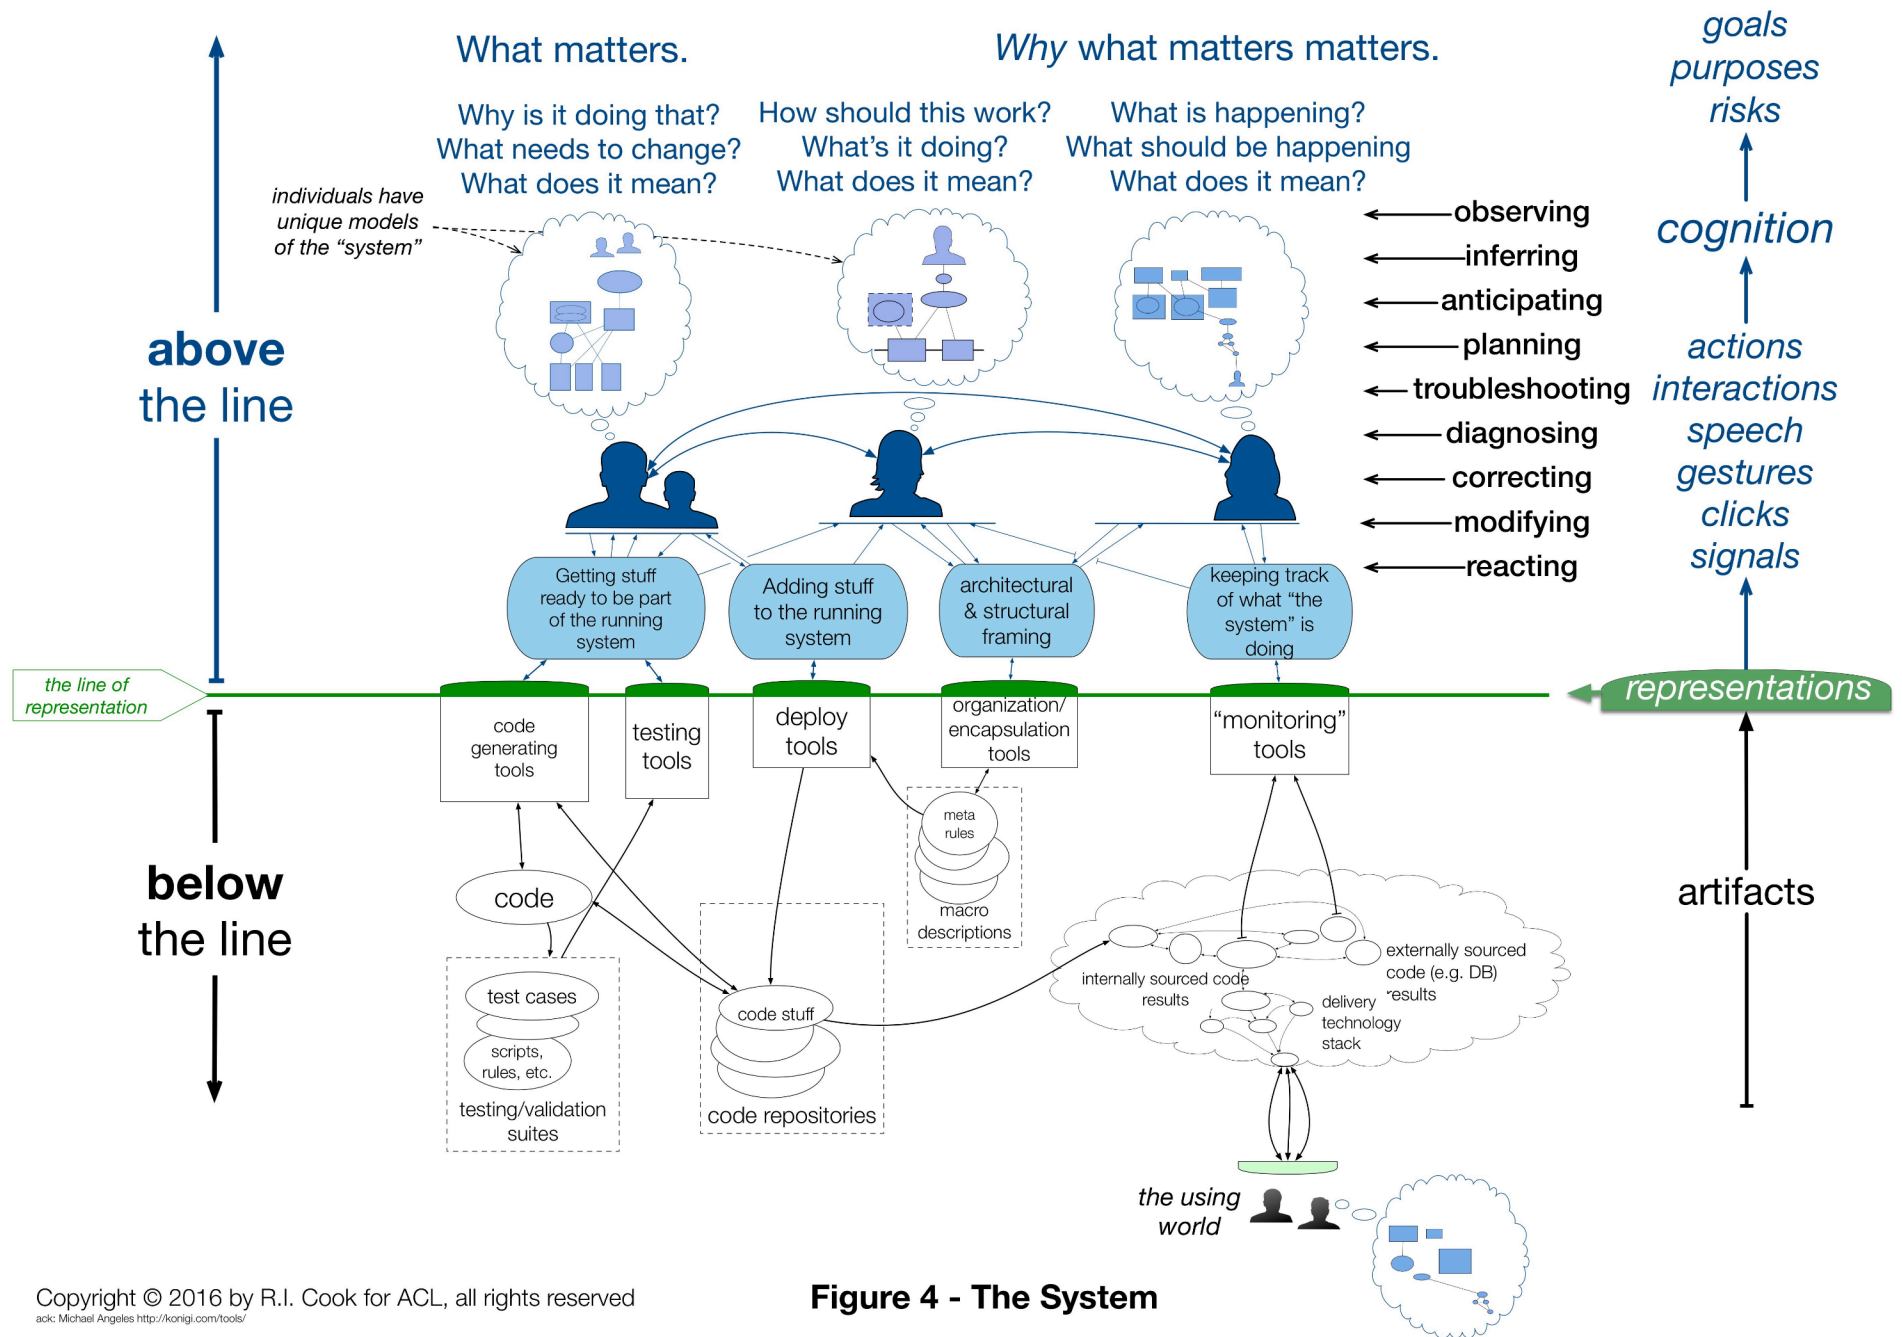 What matters.
Why what matters matters.
goals
purposes
risks
Why is it doing that?
What needs to change?
What does it mean?
How should this work?
What's it doing?
What does it mean?
What is happening?
What should be happening
What does it mean?
individuals have
unique models
of the “system”
observing
inferring
anticipating
planning
troubleshooting
diagnosing
correcting
modifying
reacting
cognition
actions
interactions
speech
gestures
clicks
signals
above
the line
Getting stuff
ready to be part
of the running
system
Adding stuff
to the running
system
architectural
& structural
framing
keeping track
of what “the
system” is
doing
the line of
representation
representations
code
generating
tools
testing
tools
deploy
tools
organization/
encapsulation
tools
“monitoring”
tools
below
the line
artifacts
meta
rules
macro
descriptions
code
test cases
scripts,
rules, etc.
testing/validation
suites
code stuff
code repositories
internally sourced code
results
externally sourced
code (e.g. DB)
results
delivery
technology
stack
the using
world
Copyright © 2016 by R.I. Cook for ACL, all rights reserved
ack: Michael Angeles http://konigi.com/tools/
Figure 4 - The System